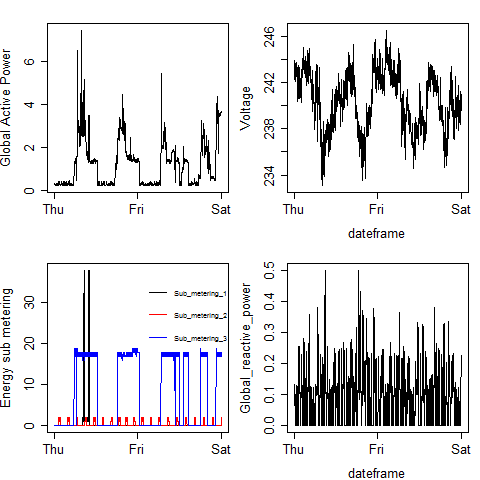 Global Active Power
0 2 4 6
Thu Fri Sat
Voltage
234 238 242 246
Thu Fri Sat
dateframe
Energy sub metering
0 10 20 30
Sub_metering_1
Sub_metering_2
Sub_metering_3
Thu Fri Sat
Global_reactive_power
0.0 0.1 0.2 0.3 0.4 0.5
Thu Fri Sat
dateframe